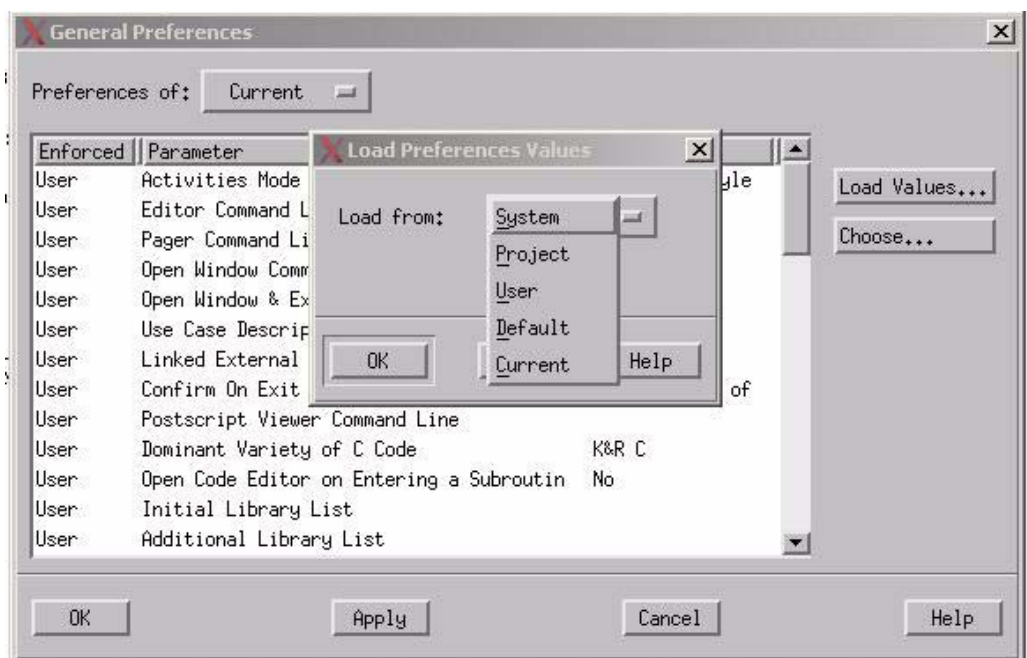 General Preferences
Preferences of: Current
Enforced Parameter
Load Preferences Values
User Activities Mode yle
User Editor Command L
User Pager Command Li
User Open Window Comm
User Open Window & Ex
User Use Case Descrip
User Linked External
User Confirm On Exit of
User Postscript Viewer Command Line
User Dominant Variety of C Code K&R C
User Open Code Editor on Entering a Subroutin No
User Initial Library List
User Additional Library List
Load from: System
Project
User
Default
Current
OK Help
Load Values...
Choose...
OK Apply Cancel Help